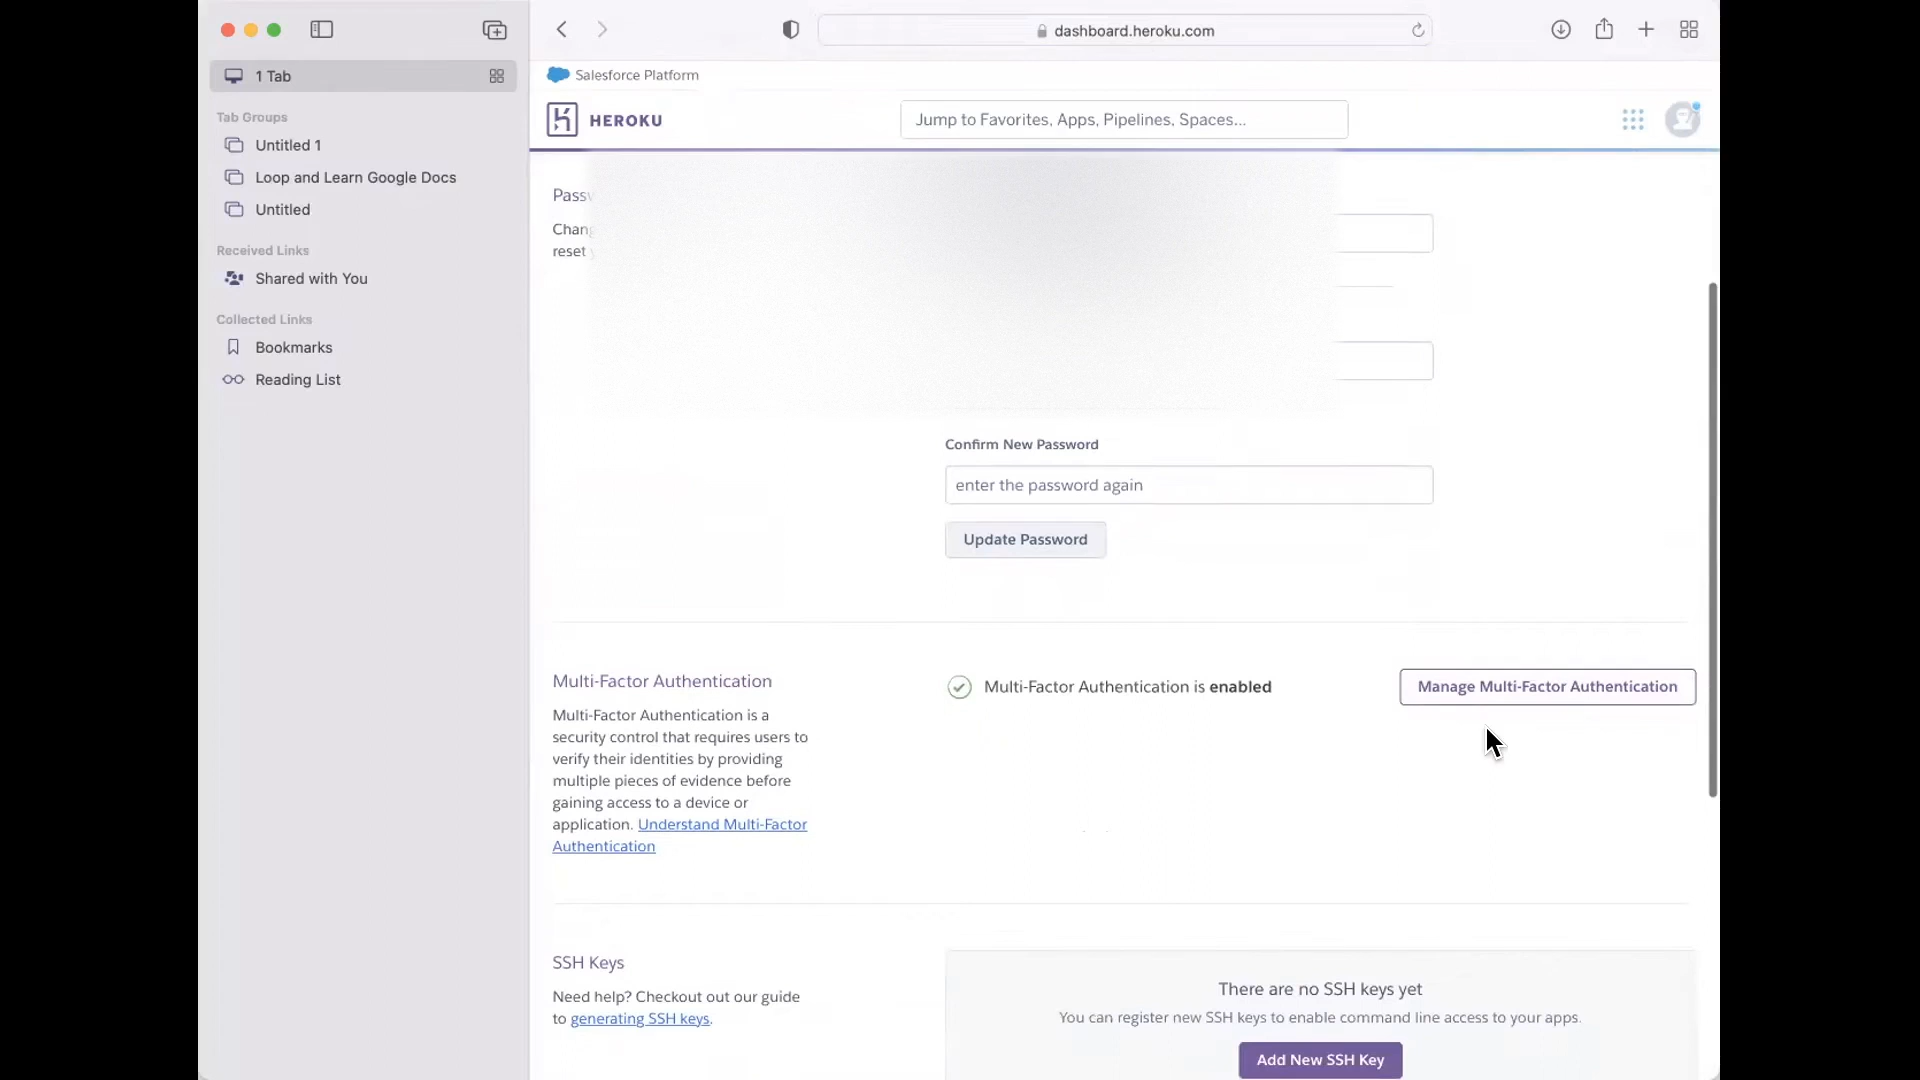 dashboard.heroku.com
1 Tab
Tab Groups
Untitled 1
Loop and Learn Google Docs
Untitled
Received Links
Shared with You
Collected Links
Bookmarks
Reading List
Salesforce Platform
HEROKU
Jump to Favorites, Apps, Pipelines, Spaces...
reset
Confirm New Password
enter the password again
Update Password
Multi-Factor Authentication
Multi-Factor Authentication is a
security control that requires users to
verify their identities by providing
multiple pieces of evidence before
gaining access to a device or
application. Understand Multi-Factor
Authentication
Multi-Factor Authentication is enabled
Manage Multi-Factor Authentication
SSH Keys
Need help? Checkout out our guide
to generating SSH keys.
There are no SSH keys yet
You can register new SSH keys to enable command line access to your apps.
Add New SSH Key